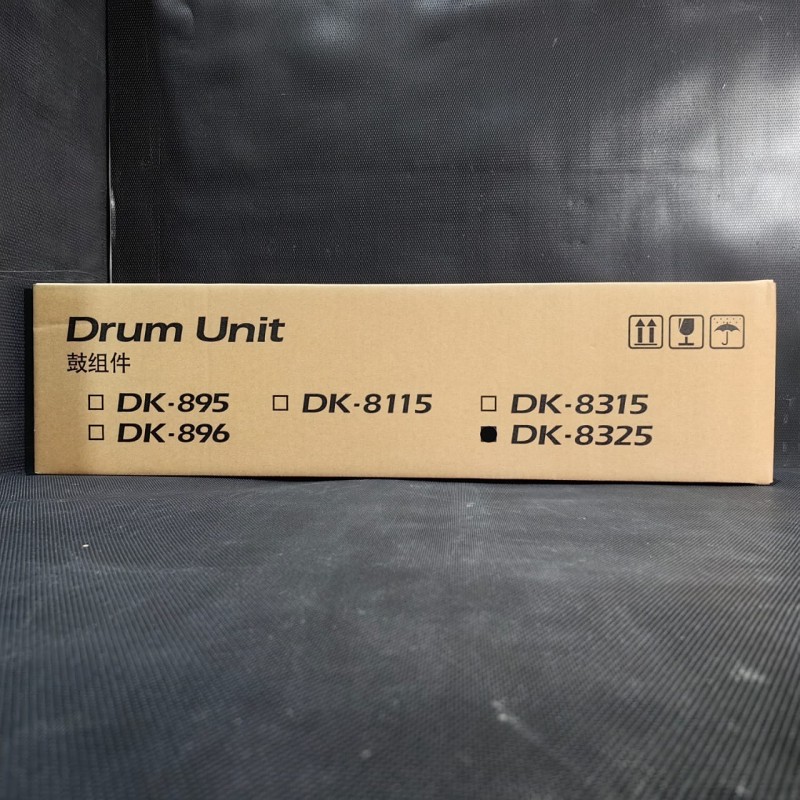 Drum Unit
鼓组件
☐ DK-895 ☐ DK-8115 ☐ DK-8315
☐ DK-896 ■ DK-8325